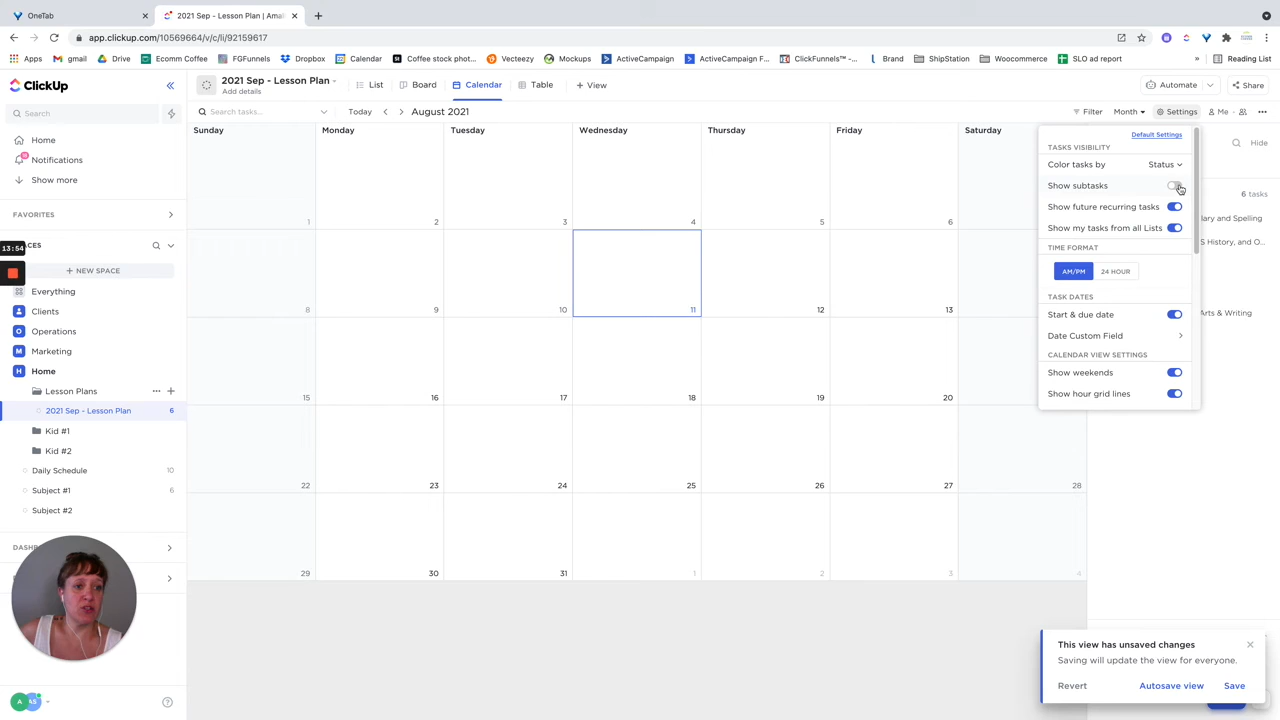 OneTab
2021 Sep - Lesson Plan | Ama
app.clickup.com/10569664/v/c/li/92159617
Apps
gmail
Drive
Ecomm Coffee
FGFunnels
Dropbox
Calendar
Coffee stock phot...
Vecteezy
Mockups
ActiveCampaign
ActiveCampaign F...
ClickFunnels™ -...
Brand
ShipStation
Woocommerce
SLO ad report
Reading List
ClickUp
2021 Sep - Lesson Plan -
Add details
List
Board
Calendar
Table
+ View
Automate
Share
Search
Search tasks...
Today
August 2021
Filter
Month
Settings
Me
Home
Notifications
Show more
FAVORITES
13:54
ACES
+ NEW SPACE
Everything
C Clients
O Operations
M Marketing
H Home
Lesson Plans
2021 Sep - Lesson Plan 6
Kid #1
Kid #2
Daily Schedule 10
Subject #1 6
Subject #2
DASH
Sunday Monday Tuesday Wednesday Thursday Friday Saturday
1 2 3 4 5 6
8 9 10 11 12 13
15 16 17 18 19 20
22 23 24 25 26 27 28
29 30 31 1 2 3 4
Default Settings
TASKS VISIBILITY
Color tasks by Status
Show subtasks
Show future recurring tasks
Show my tasks from all Lists
TIME FORMAT
AM/PM 24 HOUR
TASK DATES
Start & due date
Date Custom Field
CALENDAR VIEW SETTINGS
Show weekends
Show hour grid lines
Hide
6 tasks
lary and Spelling
S History, and O...
Arts & Writing
This view has unsaved changes
Saving will update the view for everyone.
Revert
Autosave view
Save
A
AS